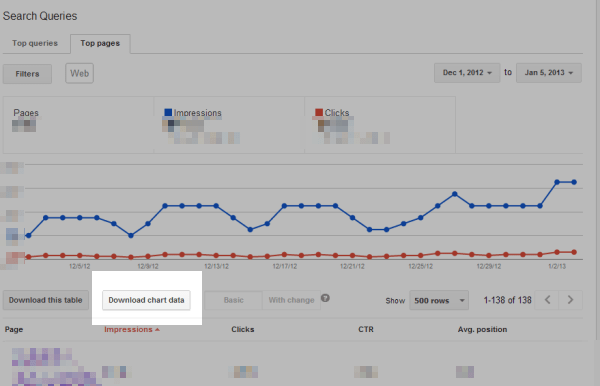 Search Queries
Top queries Top pages
Filters Web Dec 1, 2012 to Jan 5, 2013
Pages Impressions Clicks
12/5/12 12/9/12 12/13/12 12/17/12 12/21/12 12/25/12 12/29/12 1/2/13
Download this table Download chart data Basic With change ? Show 500 rows 1-138 of 138
Page Impressions Clicks CTR Avg. position